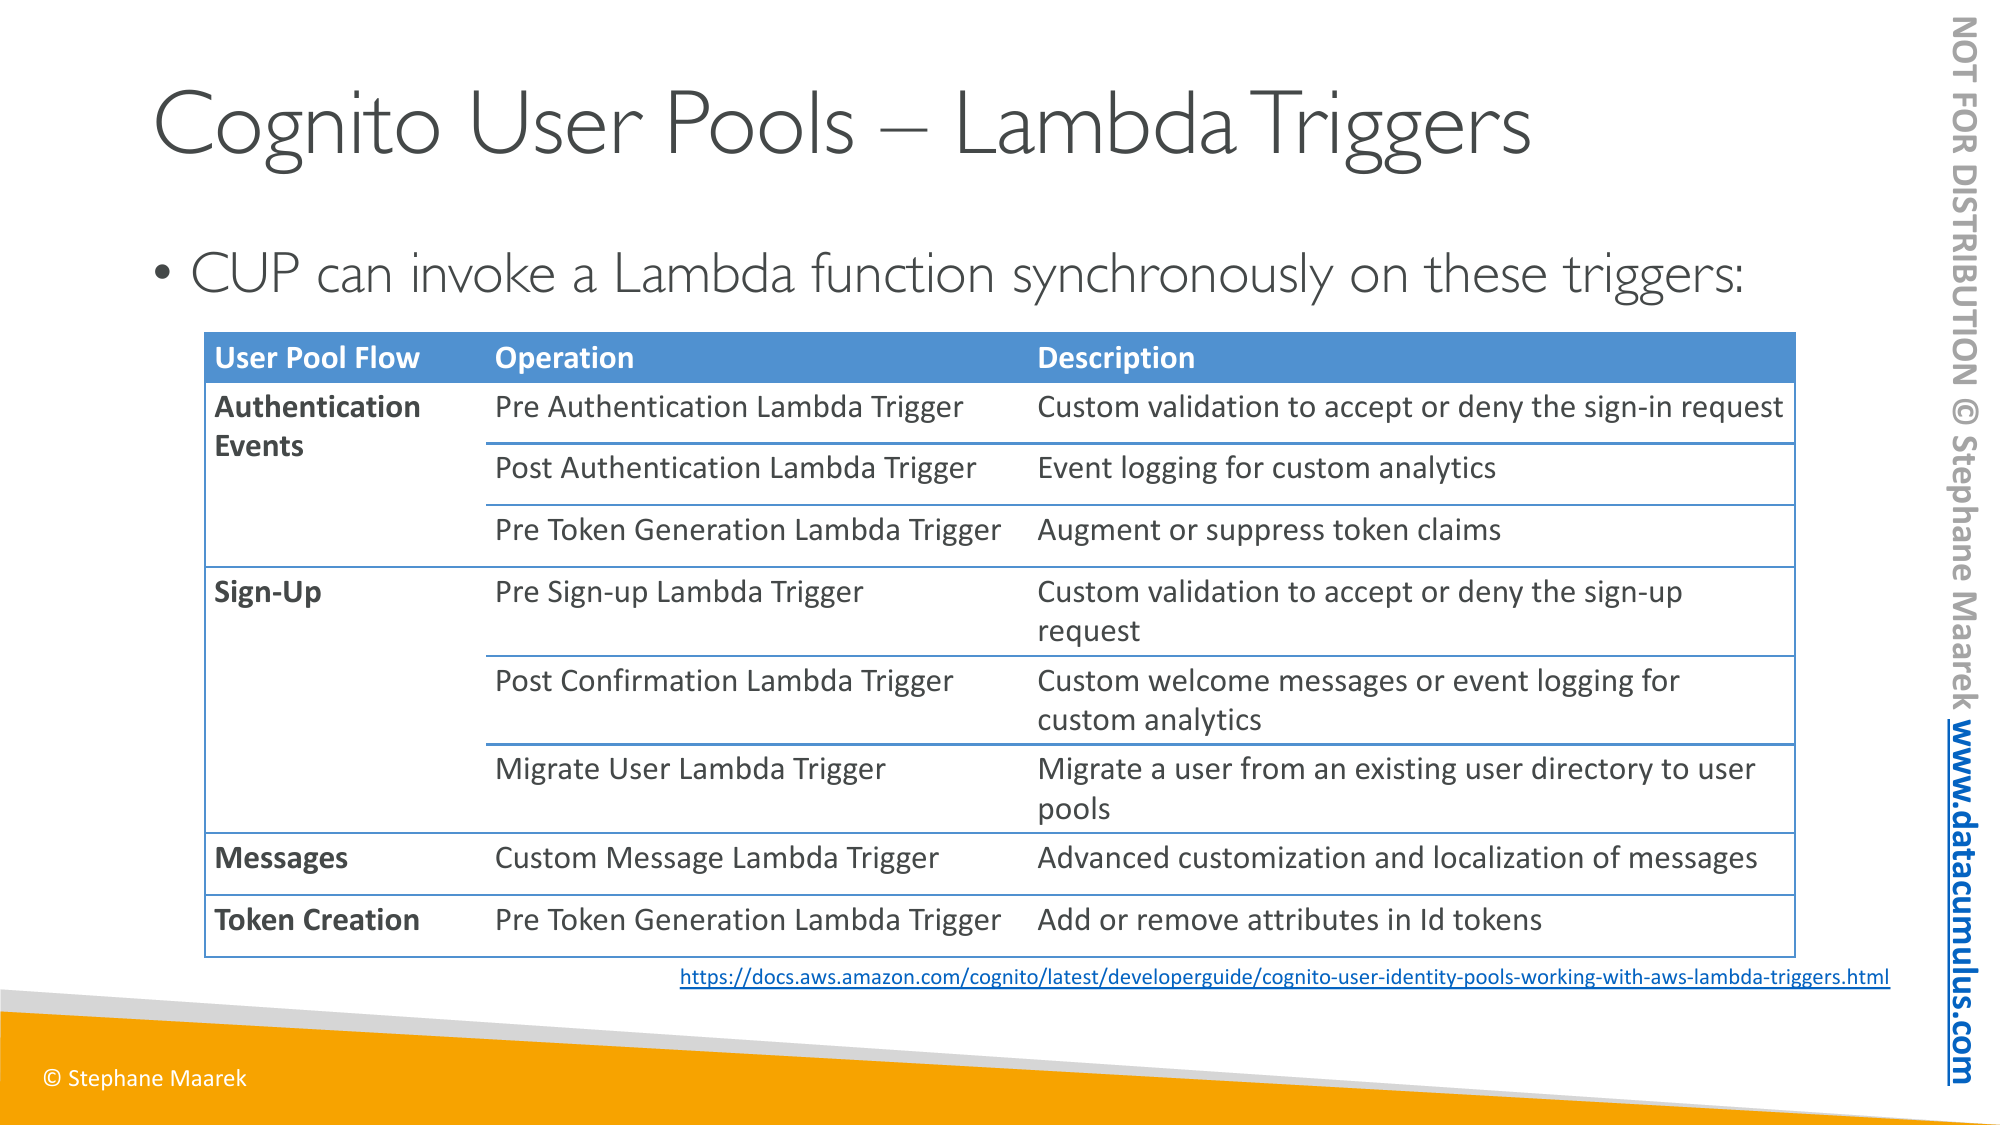 Cognito User Pools – Lambda Triggers
• CUP can invoke a Lambda function synchronously on these triggers:
User Pool Flow Operation Description
Authentication Events Pre Authentication Lambda Trigger Custom validation to accept or deny the sign-in request
Post Authentication Lambda Trigger Event logging for custom analytics
Pre Token Generation Lambda Trigger Augment or suppress token claims
Sign-Up Pre Sign-up Lambda Trigger Custom validation to accept or deny the sign-up request
Post Confirmation Lambda Trigger Custom welcome messages or event logging for custom analytics
Migrate User Lambda Trigger Migrate a user from an existing user directory to user pools
Messages Custom Message Lambda Trigger Advanced customization and localization of messages
Token Creation Pre Token Generation Lambda Trigger Add or remove attributes in Id tokens
https://docs.aws.amazon.com/cognito/latest/developerguide/cognito-user-identity-pools-working-with-aws-lambda-triggers.html
© Stephane Maarek
NOT FOR DISTRIBUTION © Stephane Maarek www.datacumulus.com